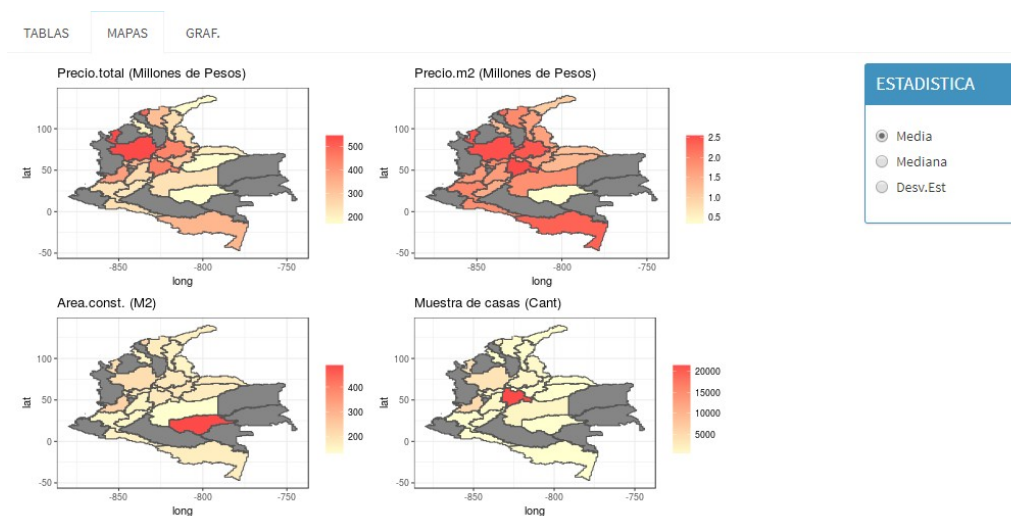 TABLAS MAPAS GRAF.
Precio.total (Millones de Pesos)
100
50
0
-50
lat
-850 -800 -750
long
500
400
300
200
Precio.m2 (Millones de Pesos)
100
50
0
-50
lat
-850 -800 -750
long
2.5
2.0
1.5
1.0
0.5
ESTADISTICA
Media
Mediana
Desv.Est
Area.const. (M2)
100
50
0
-50
lat
-850 -800 -750
long
400
300
200
Muestra de casas (Cant)
100
50
0
-50
lat
-850 -800 -750
long
20000
15000
10000
5000